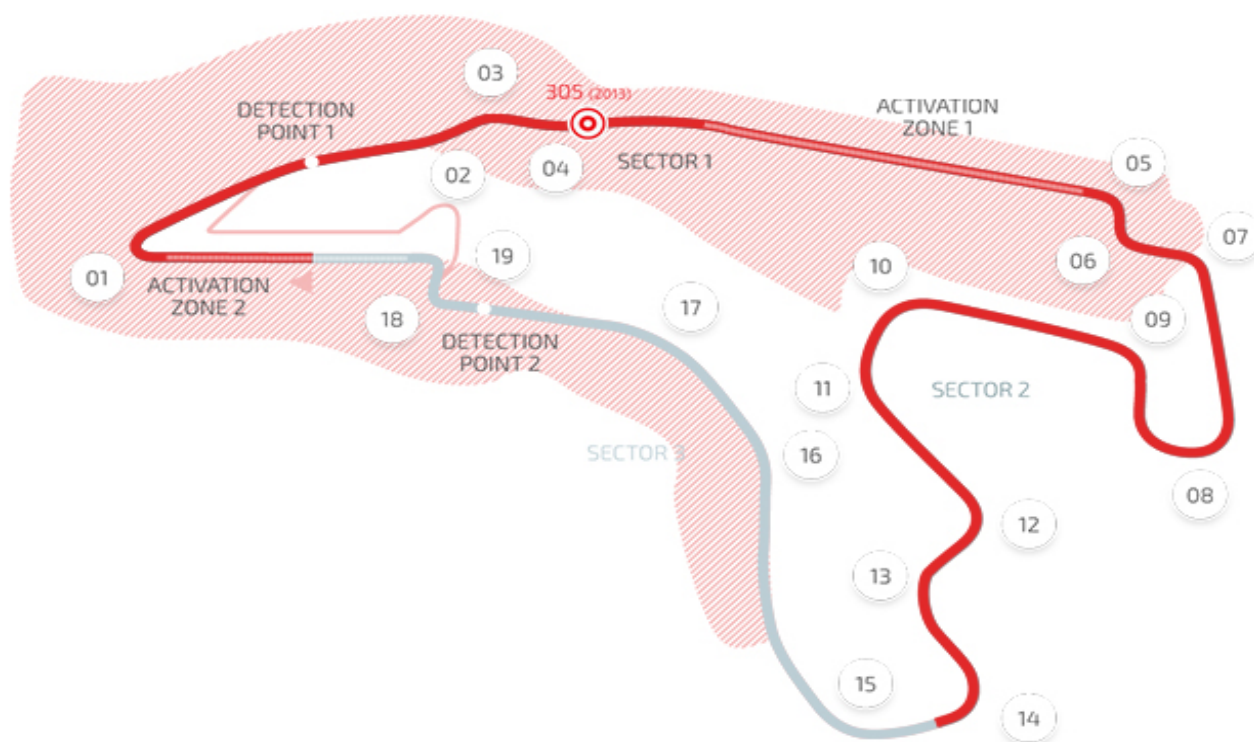 03
305 (2013)
DETECTION
POINT 1
ACTIVATION
ZONE 1
04
SECTOR 1
02
05
07
06
19
01
ACTIVATION
ZONE 2
10
09
18
17
DETECTION
POINT 2
11
SECTOR 2
SECTOR 3
16
08
12
13
15
14